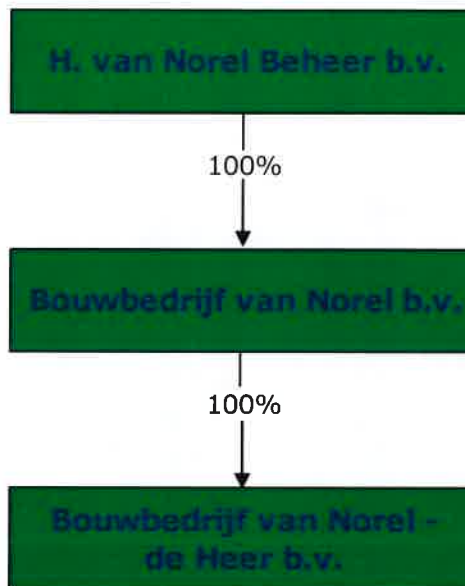 H. van Norel Beheer b.v.
100%
Bouwbedrijf van Norel b.v.
100%
Bouwbedrijf van Norel -
de Heer b.v.